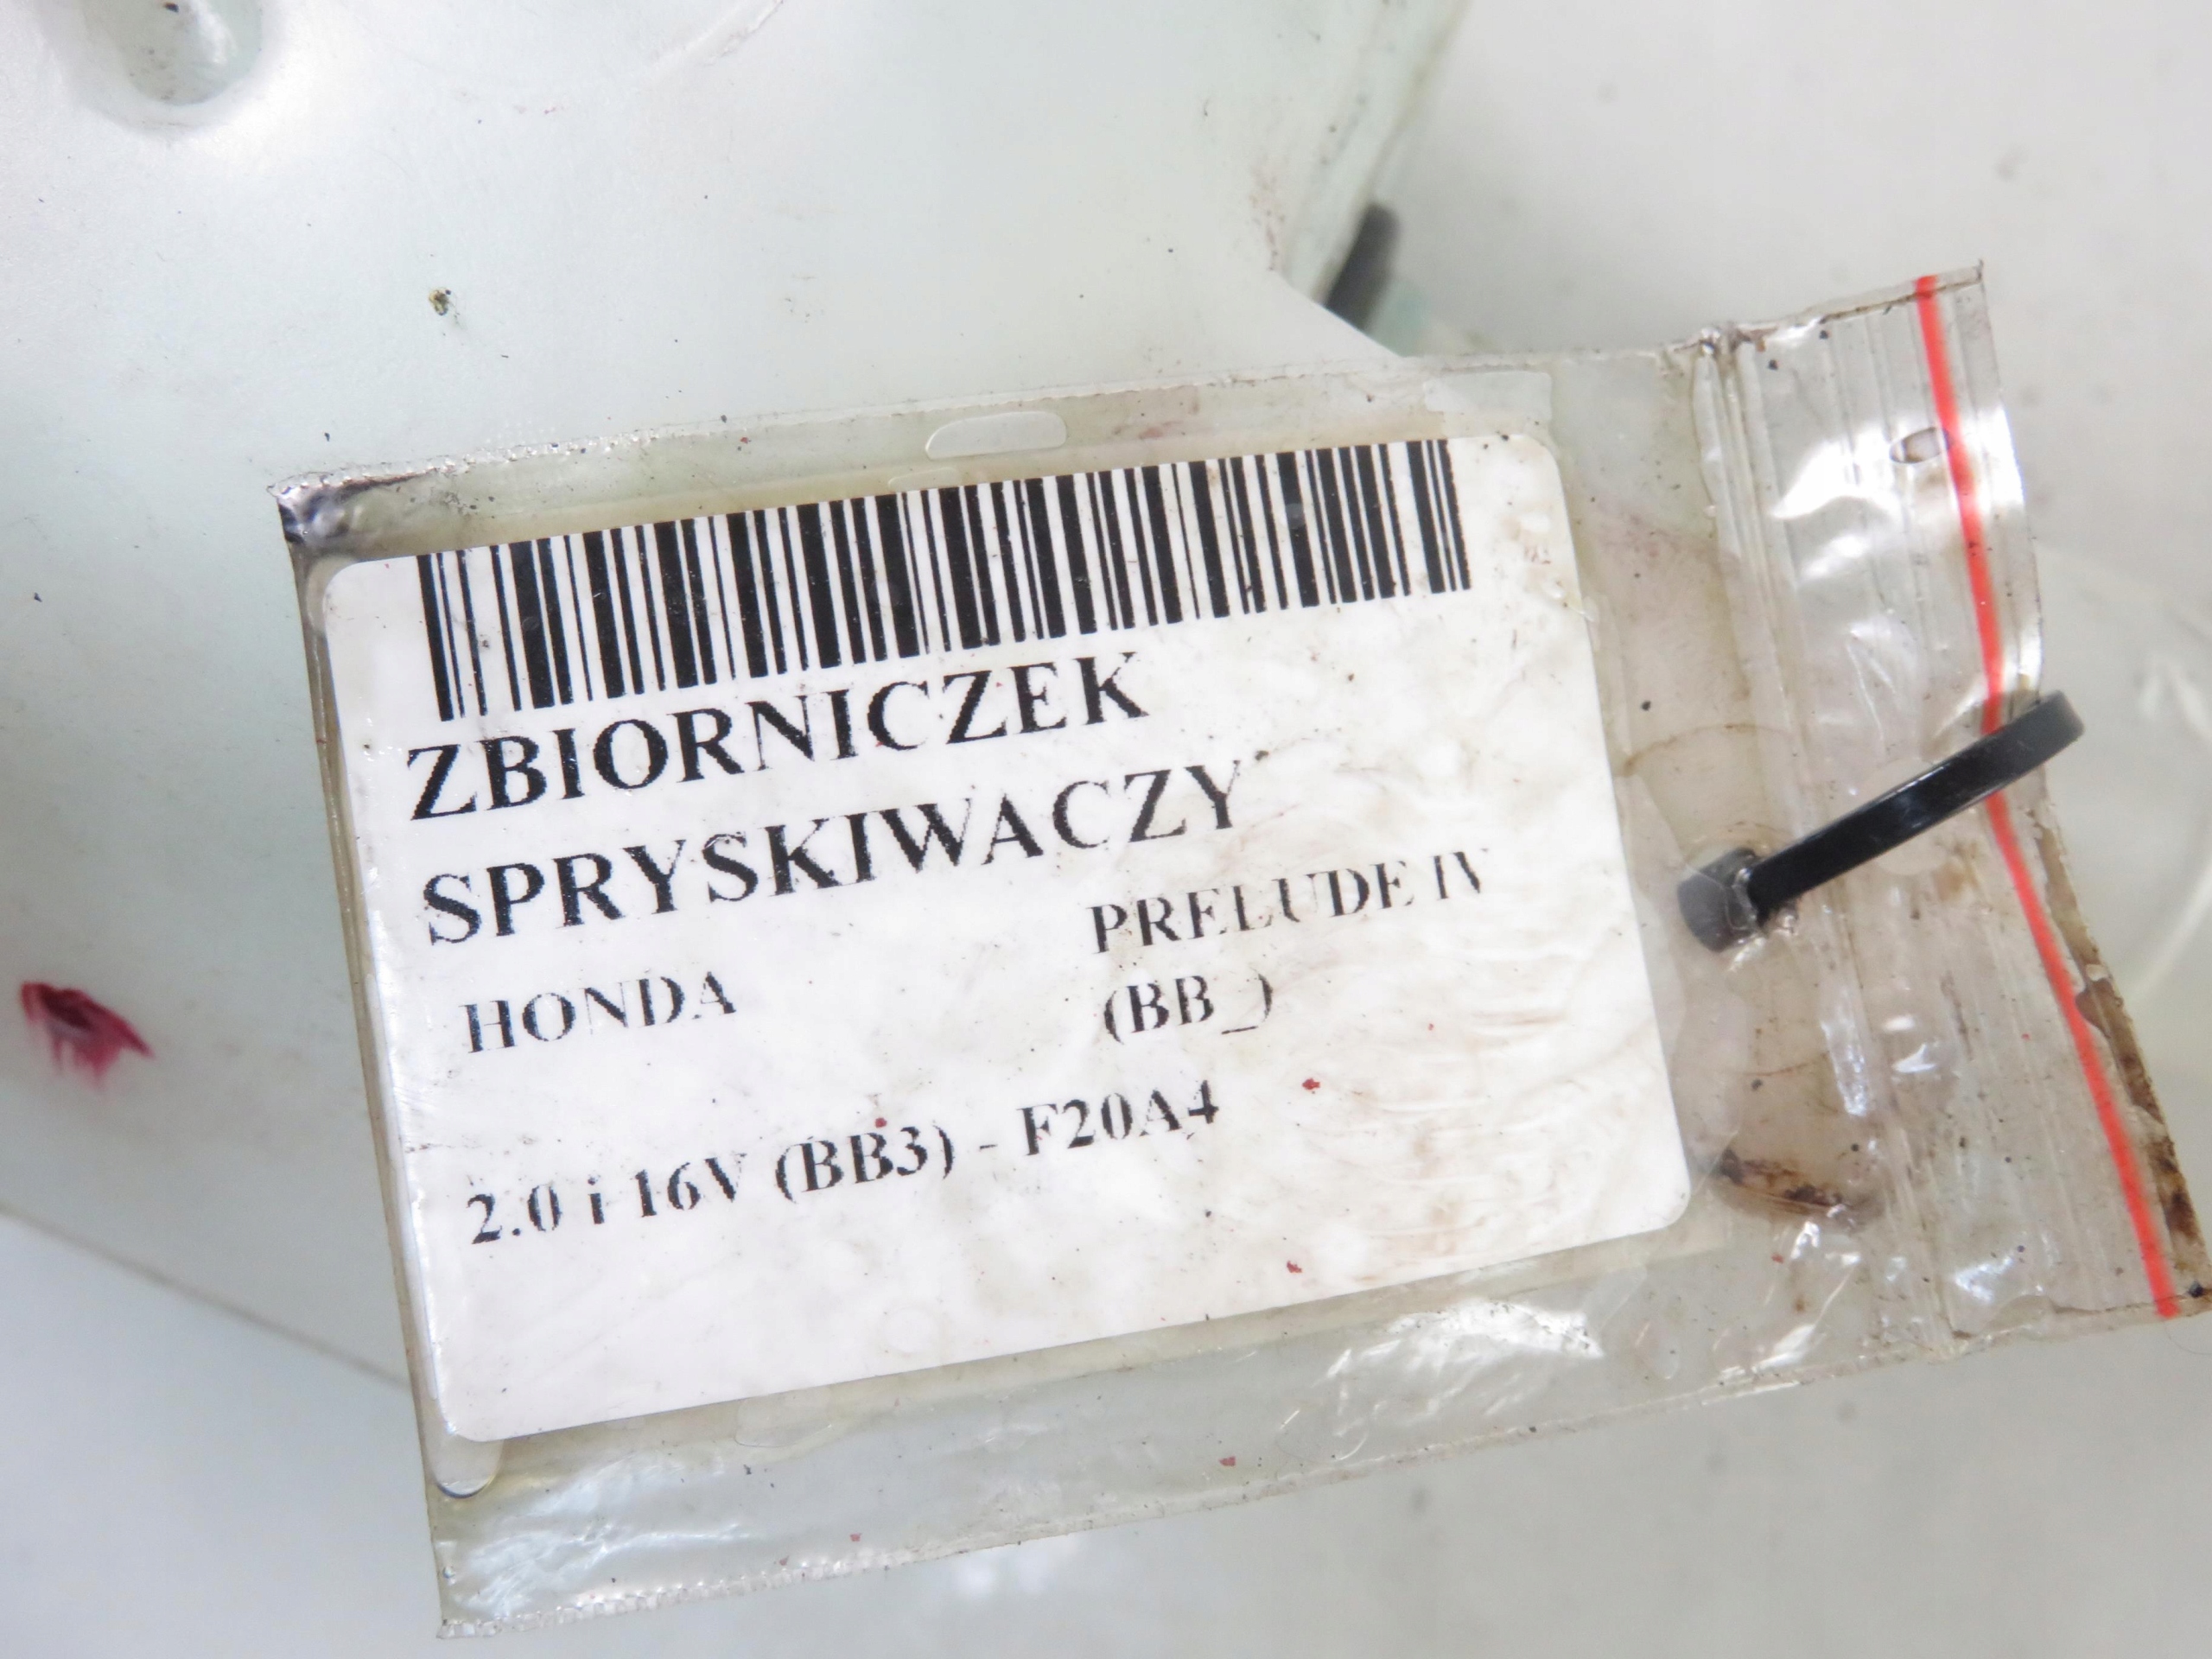 ZBIORNICZEK
SPRYSKIWACZY
HONDA
PRELUDE IV
(BB_)
2.0 i 16V (BB3) - F20A4